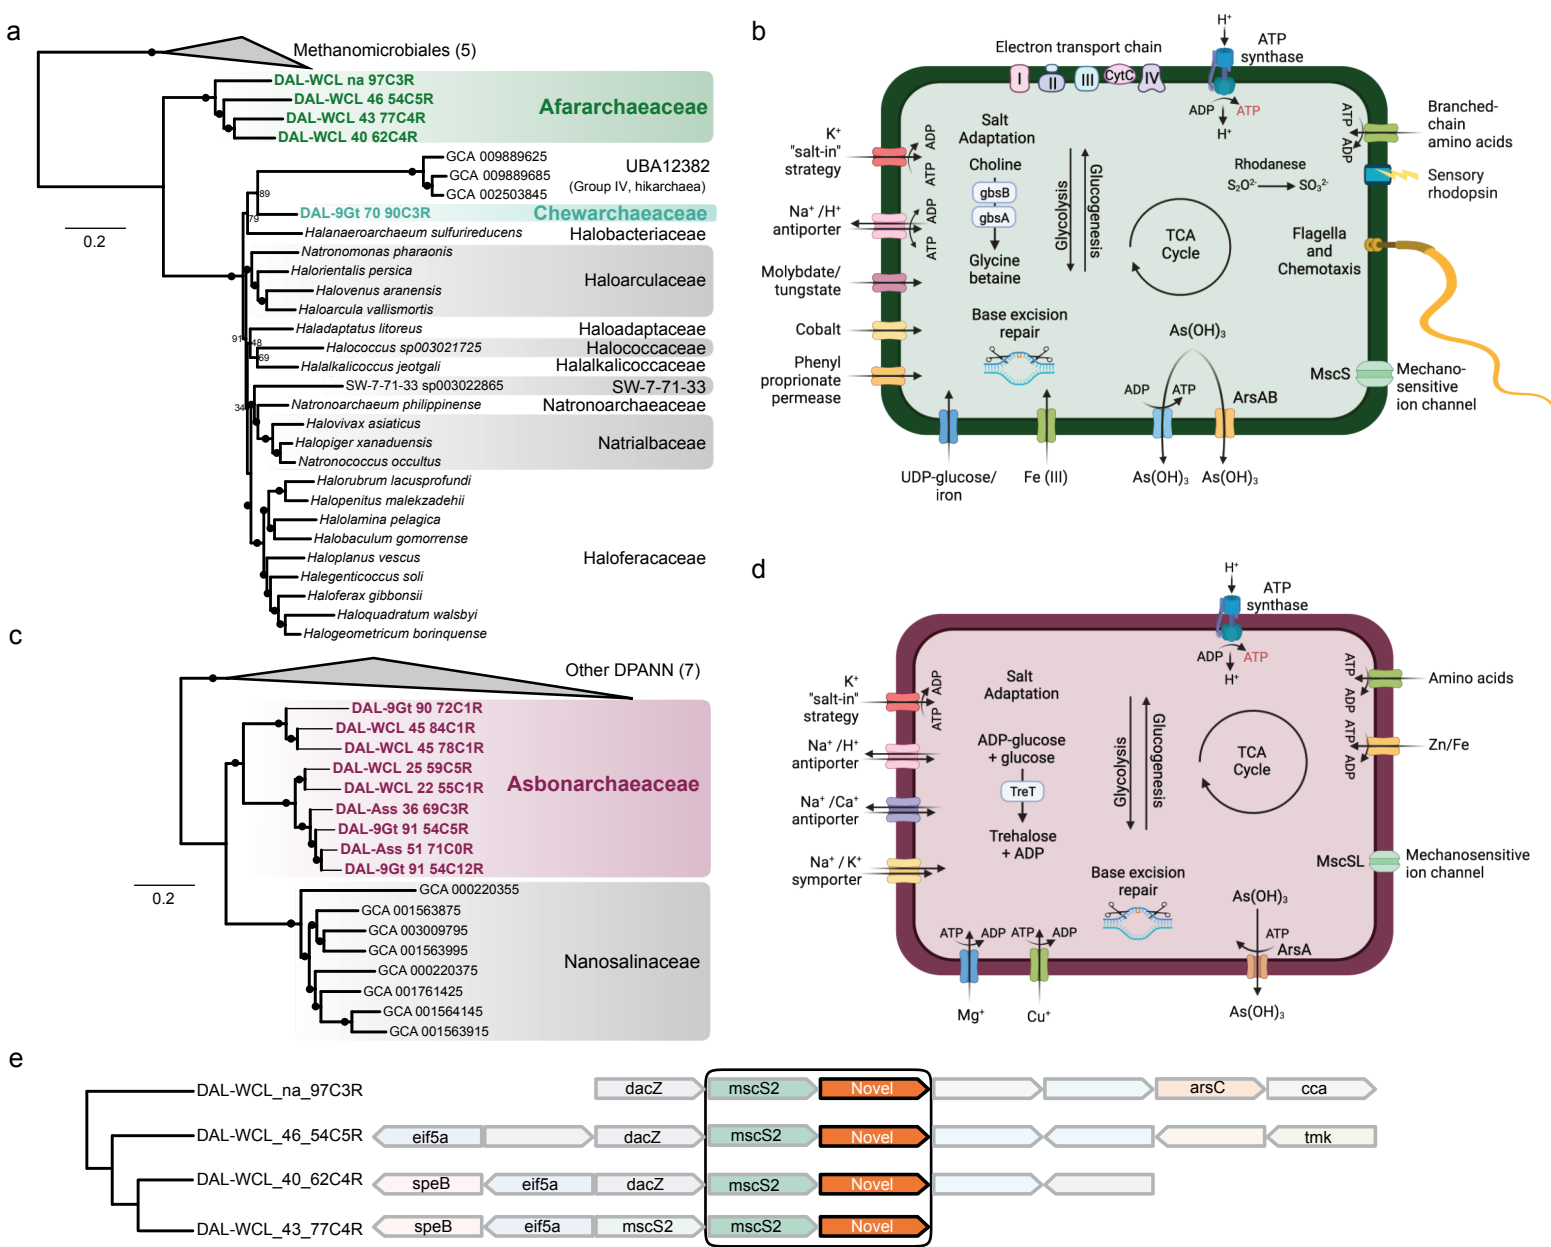 a
Methanomicrobiales (5)
DAL-WCL na 97C3R
DAL-WCL 46 54C5R
DAL-WCL 43 77C4R
DAL-WCL 40 62C4R
Afararchaeaceae
GCA 009889625
GCA 009889685
GCA 002503845
UBA12382
(Group IV, hikarchaea)
89
79
DAL-9Gt 70 90C3R
Chewarchaeaceae
Halanaeroarchaeum sulfurireducens
Halobacteriaceae
0.2
Natronomonas pharaonis
Halorientalis persica
Halovenus aranensis
Haloarcula vallismortis
Haloarculaceae
Haladaptatus litoreus
Haloadaptaceae
91
48
Halococcus sp003021725
Halococcaceae
69
Halalkalicoccus jeotgali
Halalkalicoccaceae
SW-7-71-33 sp003022865
SW-7-71-33
34
Natronoarchaeum philippinense
Natronoarchaeaceae
Halovivax asiaticus
Halopiger xanaduensis
Natronococcus occultus
Natrialbaceae
Halorubrum lacusprofundi
Halopenitus malekzadehii
Halolamina pelagica
Halobaculum gomorrense
Haloplanus vescus
Halegenticoccus soli
Haloferax gibbonsii
Haloquadratum walsbyi
Halogeometricum borinquense
Haloferacaceae
b
Electron transport chain
I
II
III
CytC
IV
H⁺
ATP
synthase
ADP
ATP
H⁺
K⁺
"salt-in"
strategy
ADP
ATP
Na⁺ /H⁺
antiporter
ADP
ATP
Molybdate/
tungstate
Cobalt
Phenyl
proprionate
permease
Salt
Adaptation
Choline
gbsB
gbsA
Glycine
betaine
Glycolysis
Glucogenesis
Rhodanese
S₂O²⁻
SO₃²⁻
TCA
Cycle
Base excision
repair
ATP
ADP
Branched-
chain
amino acids
Sensory
rhodopsin
Flagella
and
Chemotaxis
As(OH)₃
ADP
ATP
ArsAB
MscS
Mechano-
sensitive
ion channel
UDP-glucose/
iron
Fe (III)
As(OH)₃
As(OH)₃
c
Other DPANN (7)
DAL-9Gt 90 72C1R
DAL-WCL 45 84C1R
DAL-WCL 45 78C1R
DAL-WCL 25 59C5R
DAL-WCL 22 55C1R
DAL-Ass 36 69C3R
DAL-9Gt 91 54C5R
DAL-Ass 51 71C0R
DAL-9Gt 91 54C12R
Asbonarchaeaceae
0.2
GCA 000220355
GCA 001563875
GCA 003009795
GCA 001563995
GCA 000220375
GCA 001761425
GCA 001564145
GCA 001563915
Nanosalinaceae
d
H⁺
ATP
synthase
ADP
ATP
H⁺
K⁺
"salt-in"
strategy
ADP
ATP
Na⁺ /H⁺
antiporter
Na⁺ /Ca⁺
antiporter
Na⁺ / K⁺
symporter
Salt
Adaptation
ADP-glucose
+ glucose
TreT
Trehalose
+ ADP
Glycolysis
Glucogenesis
TCA
Cycle
ATP
ADP
Amino acids
ATP
ADP
Zn/Fe
MscSL
Mechanosensitive
ion channel
Base excision
repair
As(OH)₃
ATP
ArsA
As(OH)₃
ATP
ADP
Mg⁺
ATP
ADP
Cu⁺
e
DAL-WCL_na_97C3R
dacZ
mscS2
Novel
arsC
cca
DAL-WCL_46_54C5R
eif5a
dacZ
mscS2
Novel
tmk
DAL-WCL_40_62C4R
speB
eif5a
dacZ
mscS2
Novel
DAL-WCL_43_77C4R
speB
eif5a
mscS2
mscS2
Novel